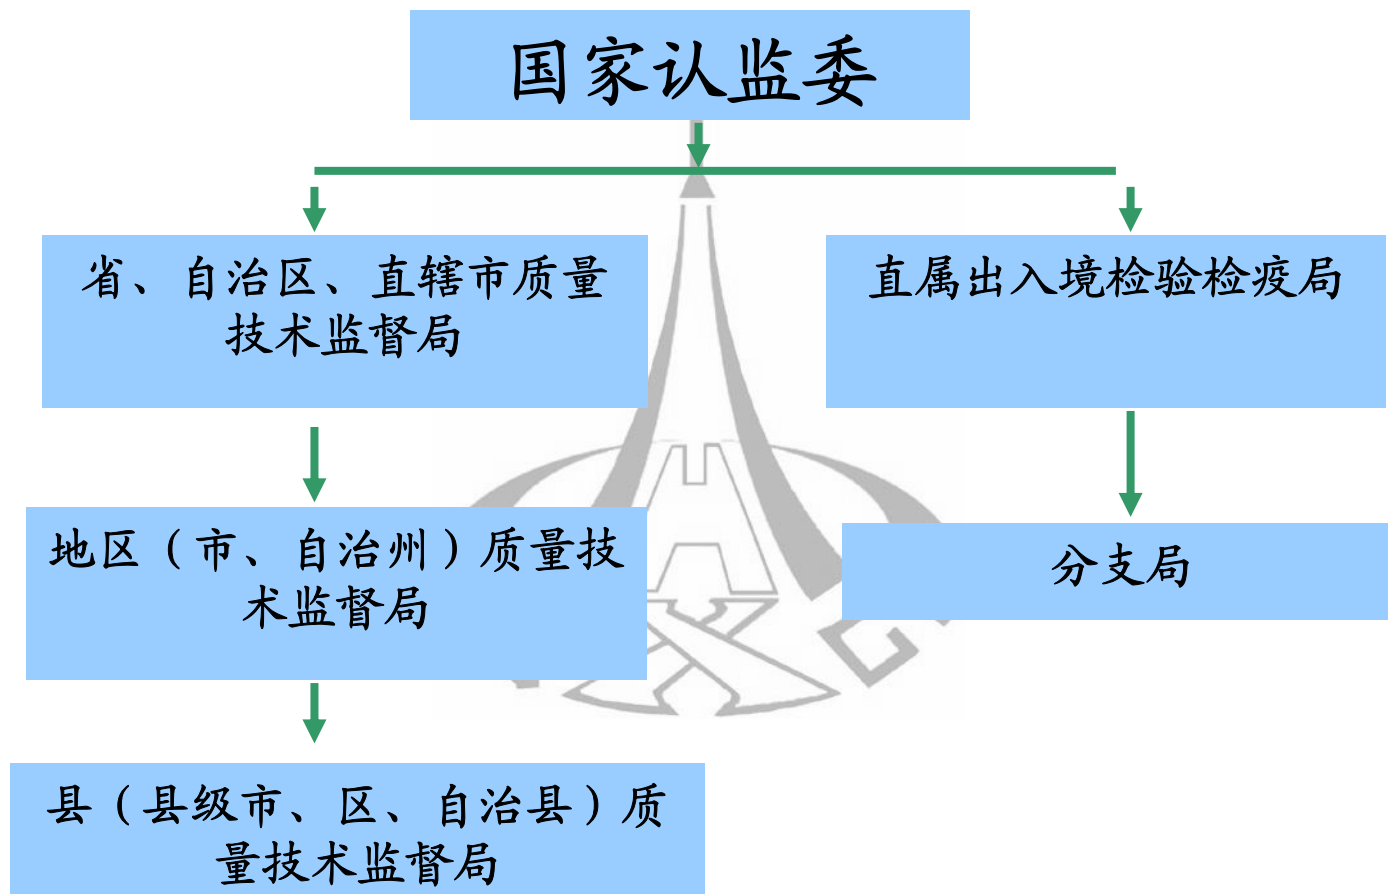 国家认监委
省、自治区、直辖市质量
技术监督局
直属出入境检验检疫局
地区（市、自治州）质量技
术监督局
分支局
县（县级市、区、自治县）质
量技术监督局